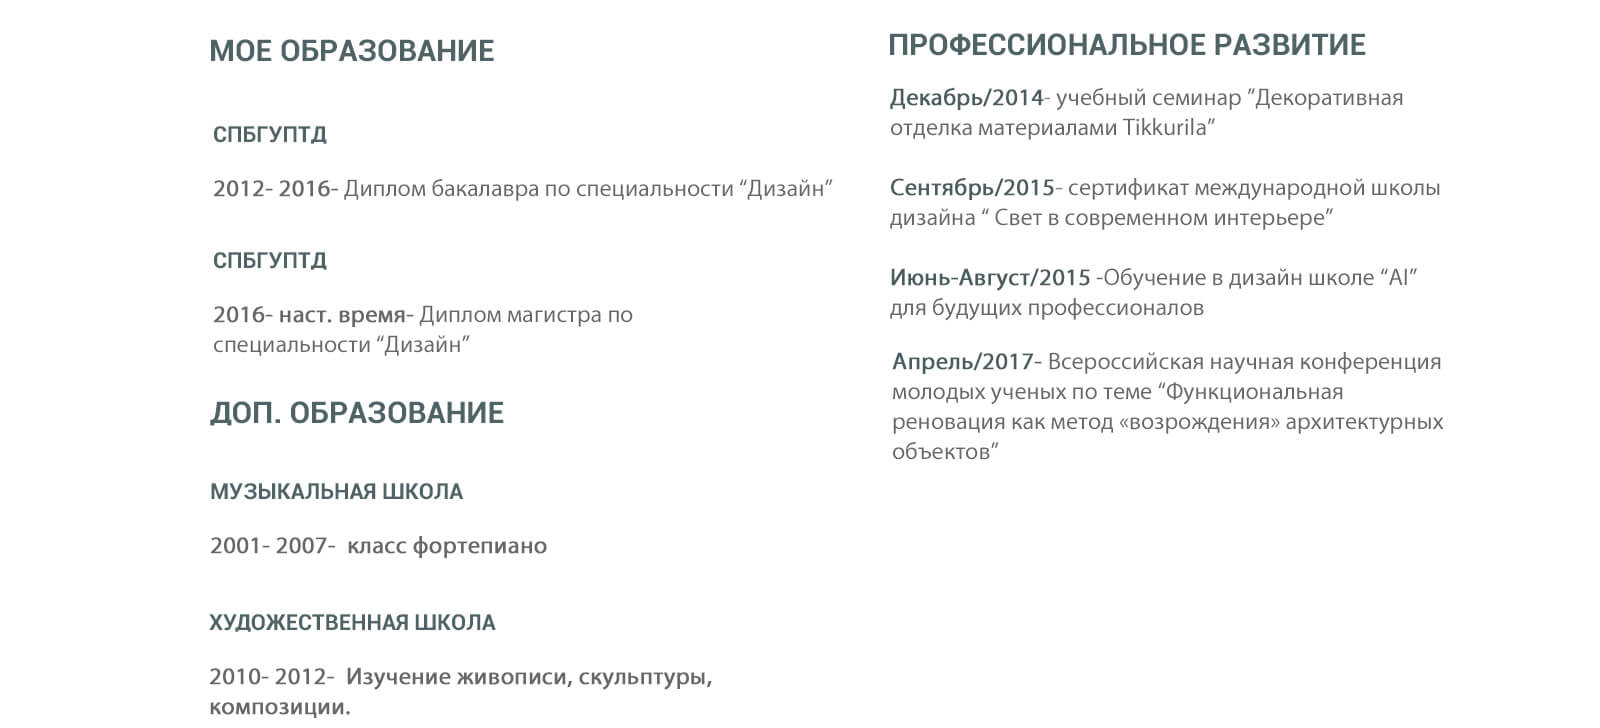 МОЕ ОБРАЗОВАНИЕ
СПБГУПТД
2012- 2016- Диплом бакалавра по специальности “Дизайн”
СПБГУПТД
2016- наст. время- Диплом магистра по
специальности “Дизайн”
ДОП. ОБРАЗОВАНИЕ
МУЗЫКАЛЬНАЯ ШКОЛА
2001- 2007- класс фортепиано
ХУДОЖЕСТВЕННАЯ ШКОЛА
2010- 2012- Изучение живописи, скульптуры,
композиции.
ПРОФЕССИОНАЛЬНОЕ РАЗВИТИЕ
Декабрь/2014- учебный семинар ”Декоративная
отделка материалами Tikkurila”
Сентябрь/2015- сертификат международной школы
дизайна “ Свет в современном интерьере”
Июнь-Август/2015 -Обучение в дизайн школе “AI”
для будущих профессионалов
Апрель/2017- Всероссийская научная конференция
молодых ученых по теме “Функциональная
реновация как метод «возрождения» архитектурных
объектов”